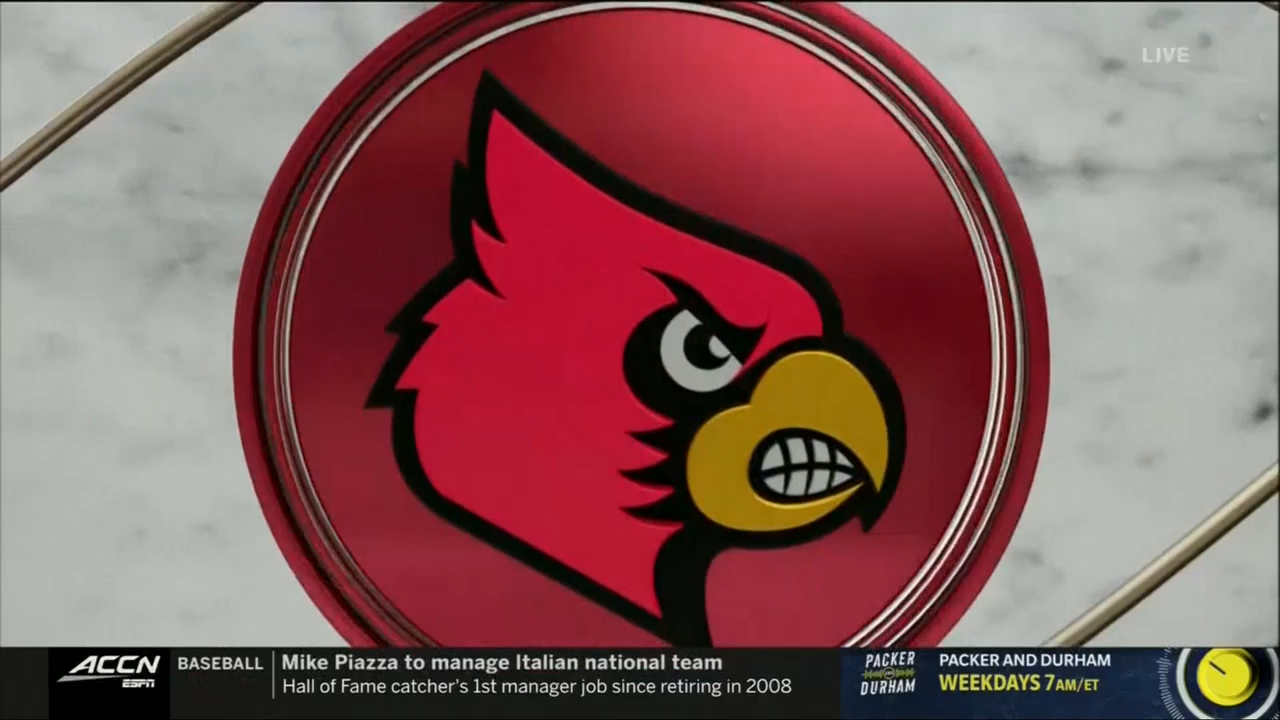 LIVE
ACCN
ESPN
BASEBALL
Mike Piazza to manage Italian national team
Hall of Fame catcher - 1st manager job since retiring in 2008
PACKER
AND
DURHAM
PACKER AND DURHAM
WEEKDAYS 7AM/ET